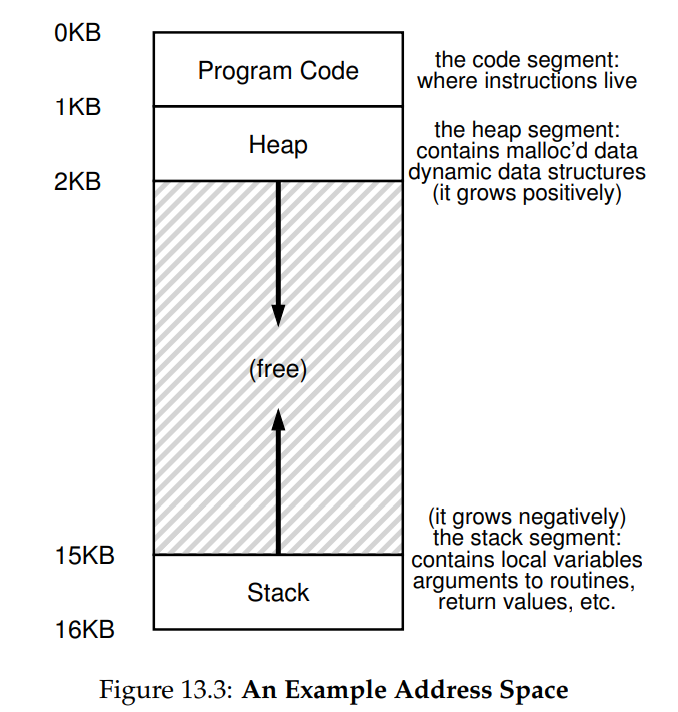 0KB
Program Code
the code segment:
where instructions live
1KB
Heap
the heap segment:
contains malloc'd data
dynamic data structures
(it grows positively)
2KB
(free)
(it grows negatively)
the stack segment:
contains local variables
arguments to routines,
return values, etc.
15KB
Stack
16KB
Figure 13.3: An Example Address Space